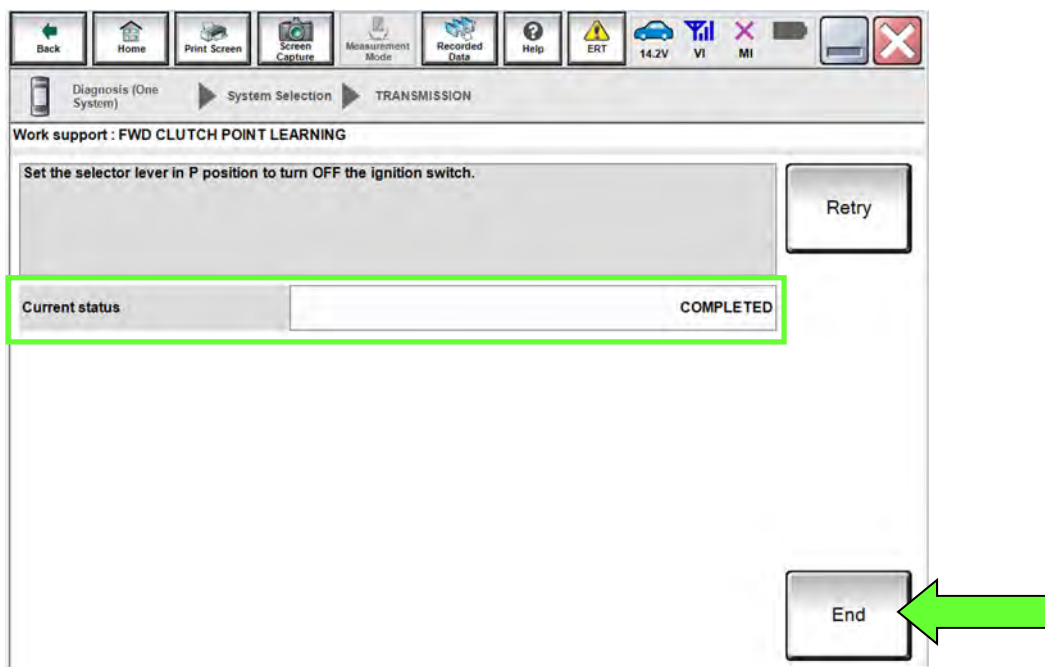 Back
Home
Print Screen
Screen
Capture
Measurement
Mode
Recorded
Data
Help
ERT
14.2V
VI
MI
Diagnosis (One
System)
System Selection
TRANSMISSION
Work support : FWD CLUTCH POINT LEARNING
Set the selector lever in P position to turn OFF the ignition switch.
Retry
Current status
COMPLETED
End